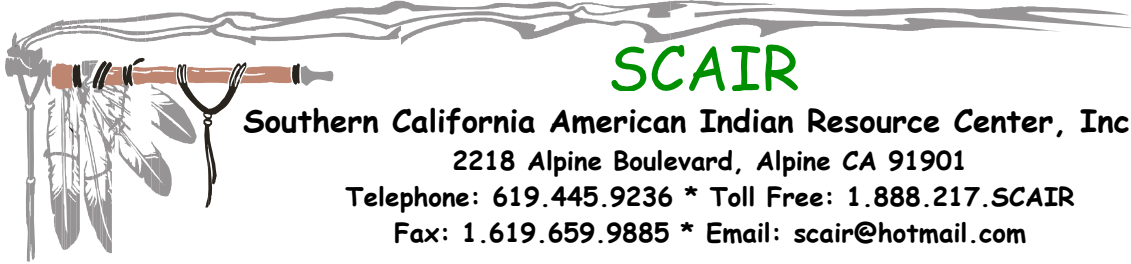 SCAIR
Southern California American Indian Resource Center, Inc
2218 Alpine Boulevard, Alpine CA 91901
Telephone: 619.445.9236 * Toll Free: 1.888.217.SCAIR
Fax: 1.619.659.9885 * Email: scair@hotmail.com